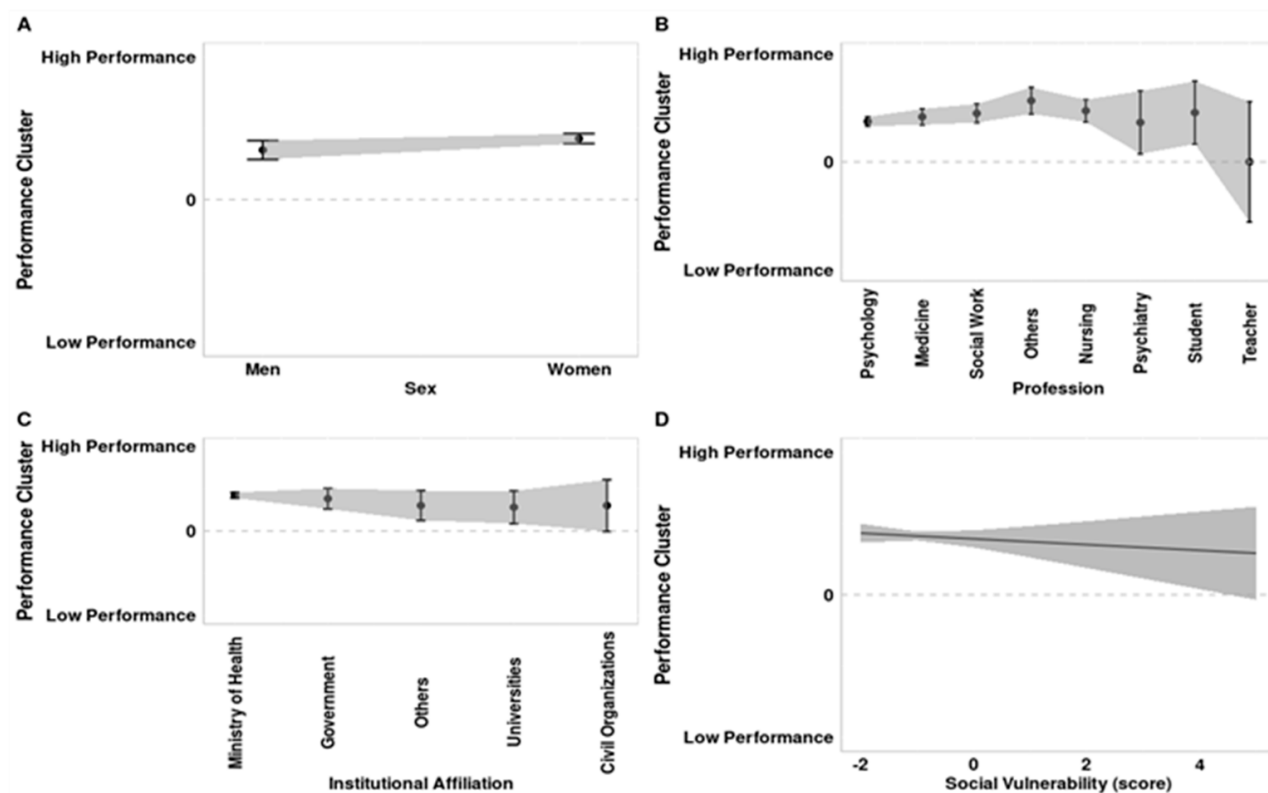 A
High Performance
Performance Cluster
0
Low Performance
Men
Women
Sex
B
High Performance
Performance Cluster
0
Low Performance
Psychology
Medicine
Social Work
Others
Nursing
Psychiatry
Student
Teacher
Profession
C
High Performance
Performance Cluster
0
Low Performance
Ministry of Health
Government
Others
Universities
Civil Organizations
Institutional Affiliation
D
High Performance
Performance Cluster
0
Low Performance
-2 0 2 4
Social Vulnerability (score)